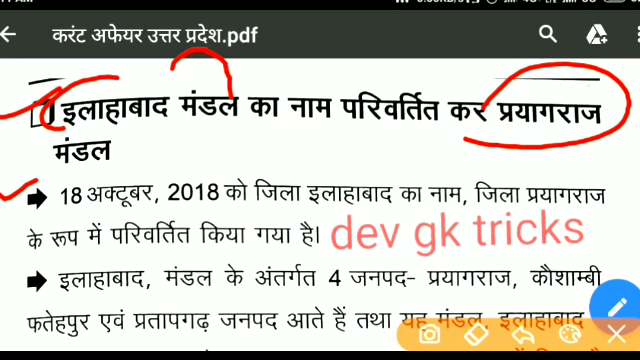 करंट अफेयर उत्तर प्रदेश.pdf
इलाहाबाद मंडल का नाम परिवर्तित कर प्रयागराज
मंडल
➡ 18 अक्टूबर, 2018 को जिला इलाहाबाद का नाम, जिला प्रयागराज
के रूप में परिवर्तित किया गया है। dev gk tricks
➡ इलाहाबाद, मंडल के अंतर्गत 4 जनपद- प्रयागराज, कौशाम्बी
फतेहपुर एवं प्रतापगढ़ जनपद आते हैं तथा यह मंडल, इलाहाबाद